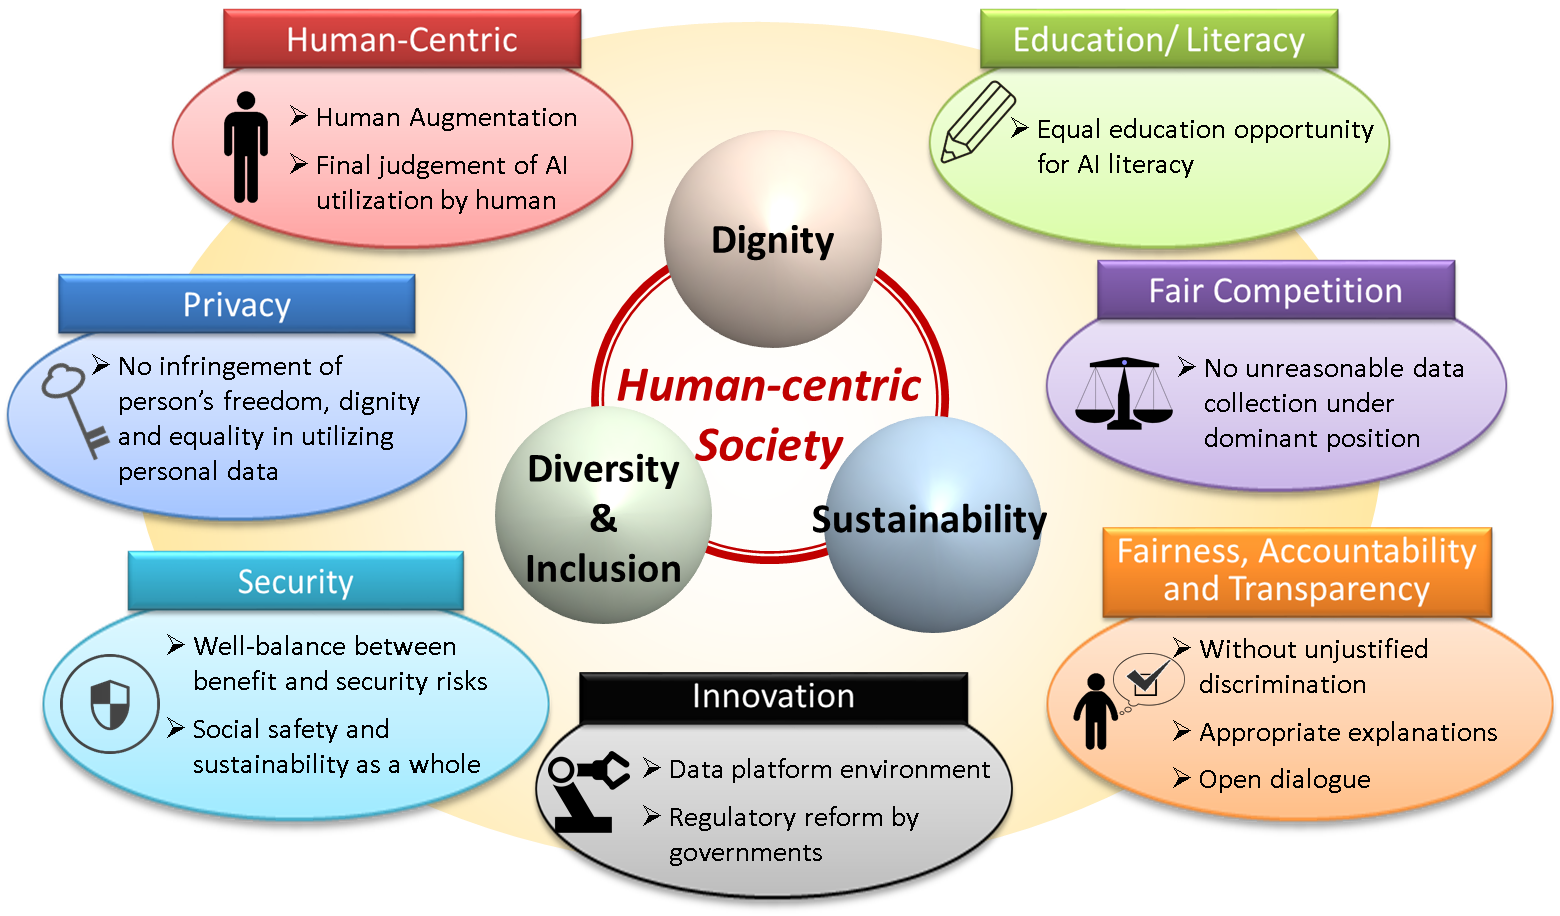 Human-Centric
➢ Human Augmentation
➢ Final judgement of AI
utilization by human
Education/ Literacy
➢ Equal education opportunity
for AI literacy
Privacy
➢ No infringement of
person’s freedom, dignity
and equality in utilizing
personal data
Dignity
Human-centric
Society
Diversity
&
Inclusion
Sustainability
Fair Competition
➢ No unreasonable data
collection under
dominant position
Security
➢ Well-balance between
benefit and security risks
➢ Social safety and
sustainability as a whole
Innovation
➢ Data platform environment
➢ Regulatory reform by
governments
Fairness, Accountability
and Transparency
➢ Without unjustified
discrimination
➢ Appropriate explanations
➢ Open dialogue